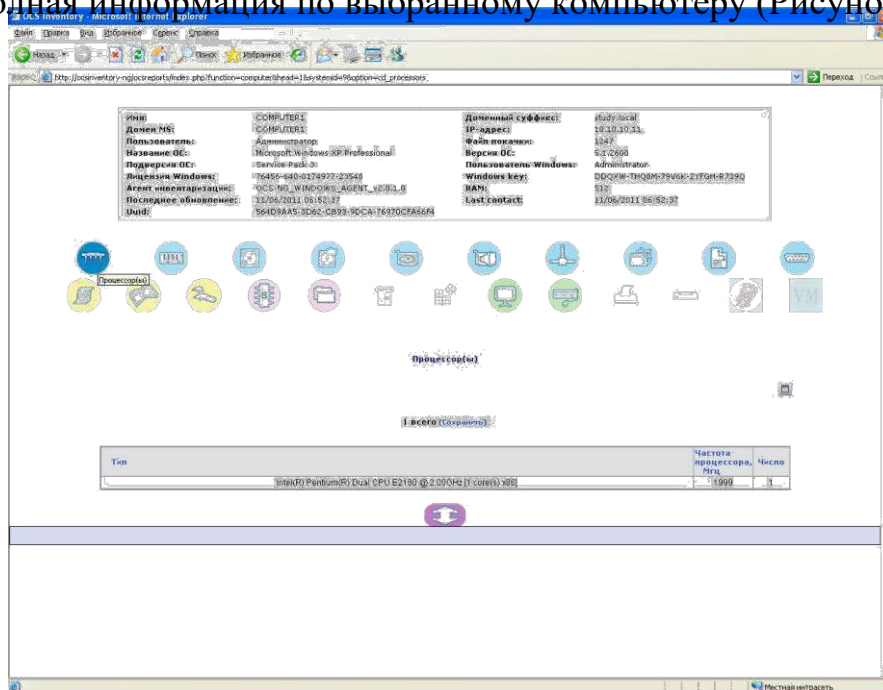 олная информация по выбранному компьютеру (Рисуно
OCS Inventory - Microsoft Internet Explorer
Файл Правка Вид Избранное Сервис Справка
Назад Поиск Избранное
http://ocsinventory-ng/ocsreports/index.php?function=computer&head=1&systemid=9&option=cd_processors Переход
Имя: COMPUTER1 Доменный суффикс: study.local
Домен MS: COMPUTER1 IP-адрес: 10.10.10.11
Пользователь: Администратор Файл покачки: 1247
Название ОС: Microsoft Windows XP Professional Версия ОС: 5.1.2600
Подверсия ОС: Service Pack 3 Пользователь Windows: Administrator
Лицензия Windows: 76456-640-0174977-23548 Windows key:
Агент инвентаризации: OCS-NG_WINDOWS_AGENT_v2.0.1.0 RAM: 512
Последнее обновление: 11/06/2011 06:52:37 Last contact: 11/06/2011 06:52:37
Uuid: 564D9AA5-3D62-CB93-9DCA-76970CFA66F4
Процессор(ы)
VM
Процессор(ы)
1 всего (Сохранить)
Тип Частота процессора, Мгц Число
Intel(R) Pentium(R) Dual CPU E2180 @ 2.00GHz [1 core(s) x86] 1999 1
Местная интрасеть